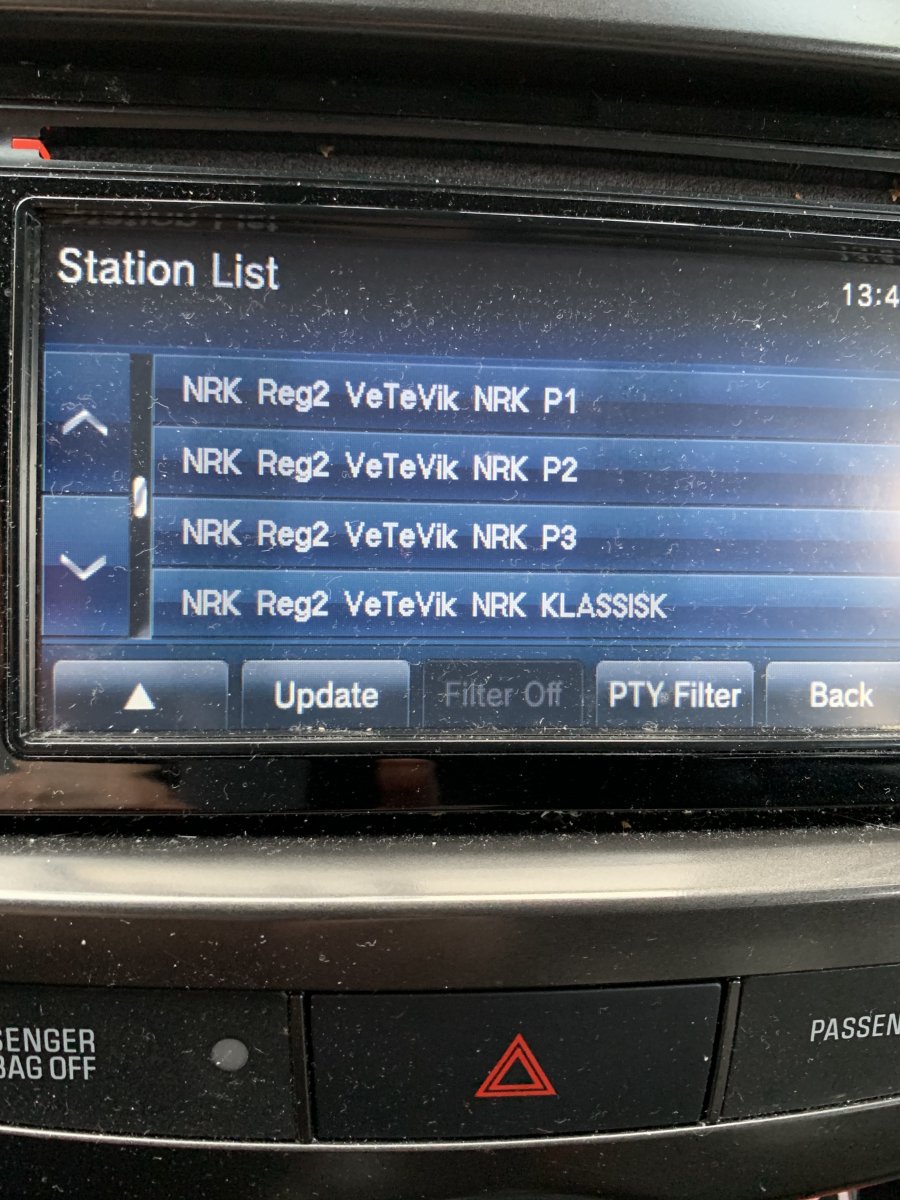 Station List
13:4
NRK Reg2 VeTeVik NRK P1
NRK Reg2 VeTeVik NRK P2
NRK Reg2 VeTeVik NRK P3
NRK Reg2 VeTeVik NRK KLASSISK
Update
Filter Off
PTY Filter
Back
SENGER
BAG OFF
PASSEN